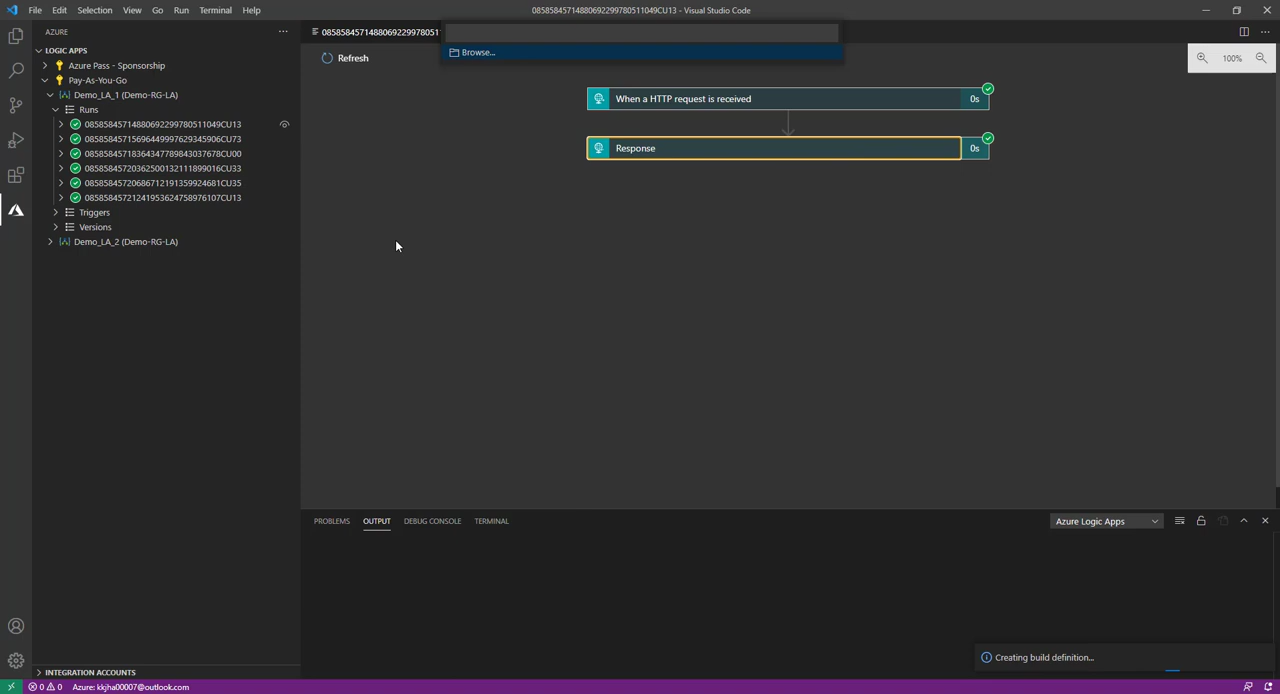 File Edit Selection View Go Run Terminal Help
08585845714880692299780511049CU13 - Visual Studio Code
AZURE
LOGIC APPS
Azure Pass - Sponsorship
Pay-As-You-Go
Demo_LA_1 (Demo-RG-LA)
Runs
08585845714880692299780511049CU13
08585845715696449997629345906CU73
08585845718364347789843037678CU00
08585845720362500132111899016CU33
08585845720686712191359924681CU35
08585845721241953624758976107CU13
Triggers
Versions
Demo_LA_2 (Demo-RG-LA)
INTEGRATION ACCOUNTS
08585845714880692299780511
Browse...
Refresh
100%
When a HTTP request is received 0s
Response 0s
PROBLEMS OUTPUT DEBUG CONSOLE TERMINAL
Azure Logic Apps
Creating build definition...
0 0 Azure: kkjha00007@outlook.com